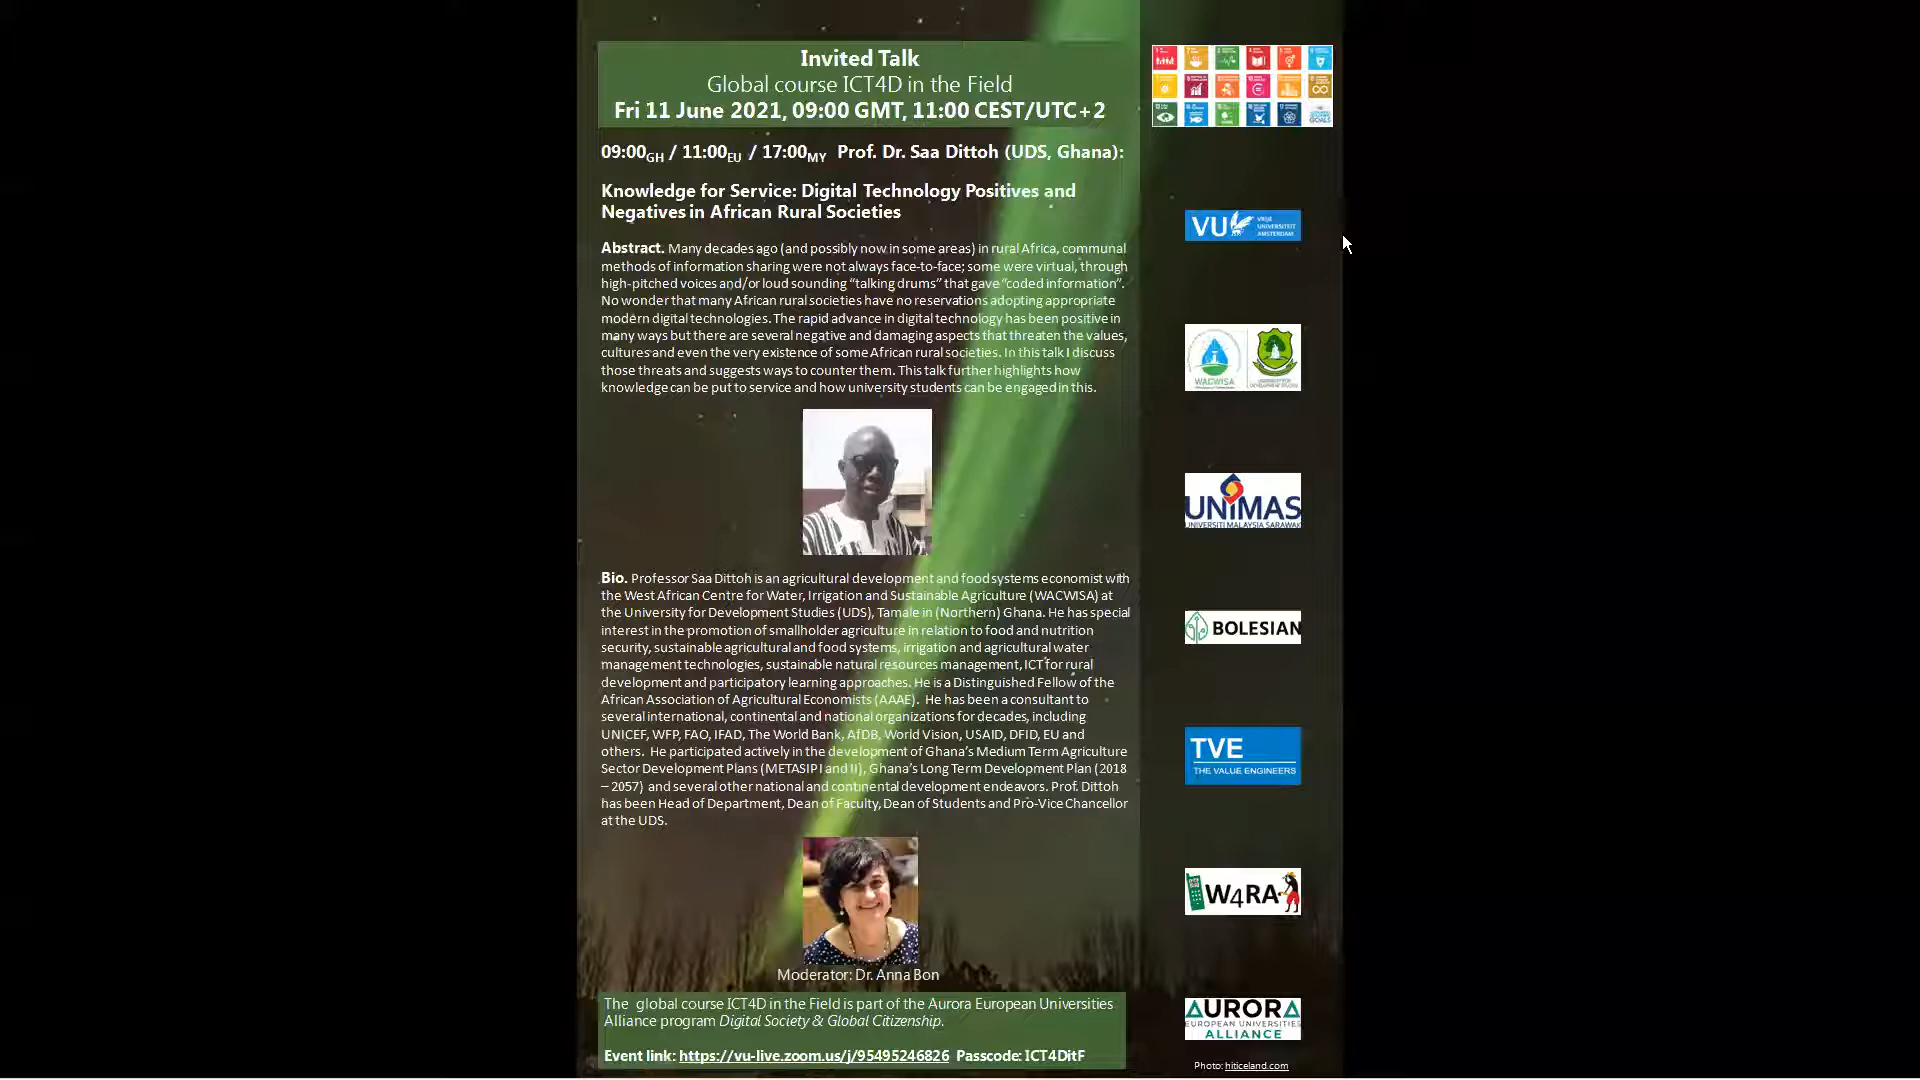 Invited Talk
Global course ICT4D in the Field
Fri 11 June 2021, 09:00 GMT, 11:00 CEST/UTC+2
09:00GH / 11:00EU / 17:00MY Prof. Dr. Saa Dittoh (UDS, Ghana):
Knowledge for Service: Digital Technology Positives and
Negatives in African Rural Societies
Abstract. Many decades ago (and possibly now in some areas) in rural Africa, communal
methods of information sharing were not always face-to-face; some were virtual, through
high-pitched voices and/or loud sounding “talking drums” that gave “coded information”.
No wonder that many African rural societies have no reservations adopting appropriate
modern digital technologies. The rapid advance in digital technology has been positive in
many ways but there are several negative and damaging aspects that threaten the values,
cultures and even the very existence of some African rural societies. In this talk I discuss
those threats and suggests ways to counter them. This talk further highlights how
knowledge can be put to service and how university students can be engaged in this.
Bio. Professor Saa Dittoh is an agricultural development and food systems economist with
the West African Centre for Water, Irrigation and Sustainable Agriculture (WACWISA) at
the University for Development Studies (UDS), Tamale in (Northern) Ghana. He has special
interest in the promotion of smallholder agriculture in relation to food and nutrition
security, sustainable agricultural and food systems, irrigation and agricultural water
management technologies, sustainable natural resources management, ICT for rural
development and participatory learning approaches. He is a Distinguished Fellow of the
African Association of Agricultural Economists (AAAE). He has been a consultant to
several international, continental and national organizations for decades, including
UNICEF, WFP, FAO, IFAD, The World Bank, AfDB, World Vision, USAID, DFID, EU and
others. He participated actively in the development of Ghana’s Medium Term Agriculture
Sector Development Plans (METASIP I and II), Ghana’s Long Term Development Plan (2018
– 2057) and several other national and continental development endeavors. Prof. Dittoh
has been Head of Department, Dean of Faculty, Dean of Students and Pro-Vice Chancellor
at the UDS.
Moderator: Dr. Anna Bon
The global course ICT4D in the Field is part of the Aurora European Universities
Alliance program Digital Society & Global Citizenship.
Event link: https://vu-live.zoom.us/j/95495246826 Passcode: ICT4DitF
VU VRIJE
UNIVERSITEIT
AMSTERDAM
WACWISA
UNIMAS
UNIVERSITI MALAYSIA SARAWAK
BOLESIAN
TVE
THE VALUE ENGINEERS
W4RA
AURORA
EUROPEAN UNIVERSITIES
ALLIANCE
Photo: hiticeland.com